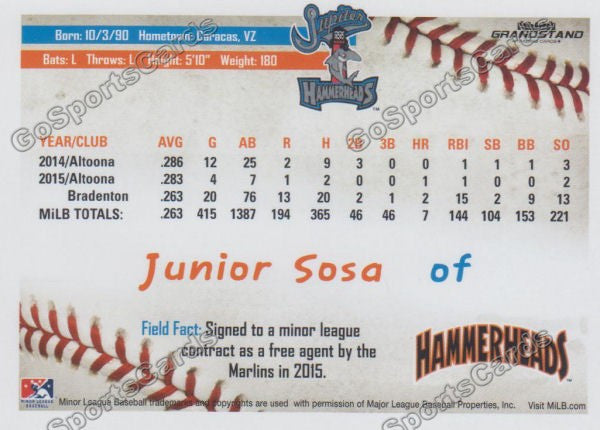 Born: 10/3/90 Hometown: Caracas, VZ
Bats: L Throws: L Height: 5'10" Weight: 180
Jupiter
HAMMERHEADS
GRANDSTAND
YEAR/CLUB AVG G AB R H 2B 3B HR RBI SB BB SO
2014/Altoona .286 12 25 2 9 3 0 0 1 1 1 3
2015/Altoona .283 4 7 1 2 0 0 1 1 0 0 2
Bradenton .263 20 76 13 20 2 1 2 15 2 9 13
MiLB TOTALS: .263 415 1387 194 365 46 46 7 144 104 153 221
Junior Sosa of
Field Fact: Signed to a minor league
contract as a free agent by the
Marlins in 2015.
HAMMERHEADS
MINOR LEAGUE
BASEBALL
Minor League Baseball trademarks and copyrights are used with permission of Major League Baseball Properties, Inc. Visit MiLB.com
GoSportsCards
GoSportsCards
GoSportsCards
GoSportsCards
GoSportsCards
GoSportsCards